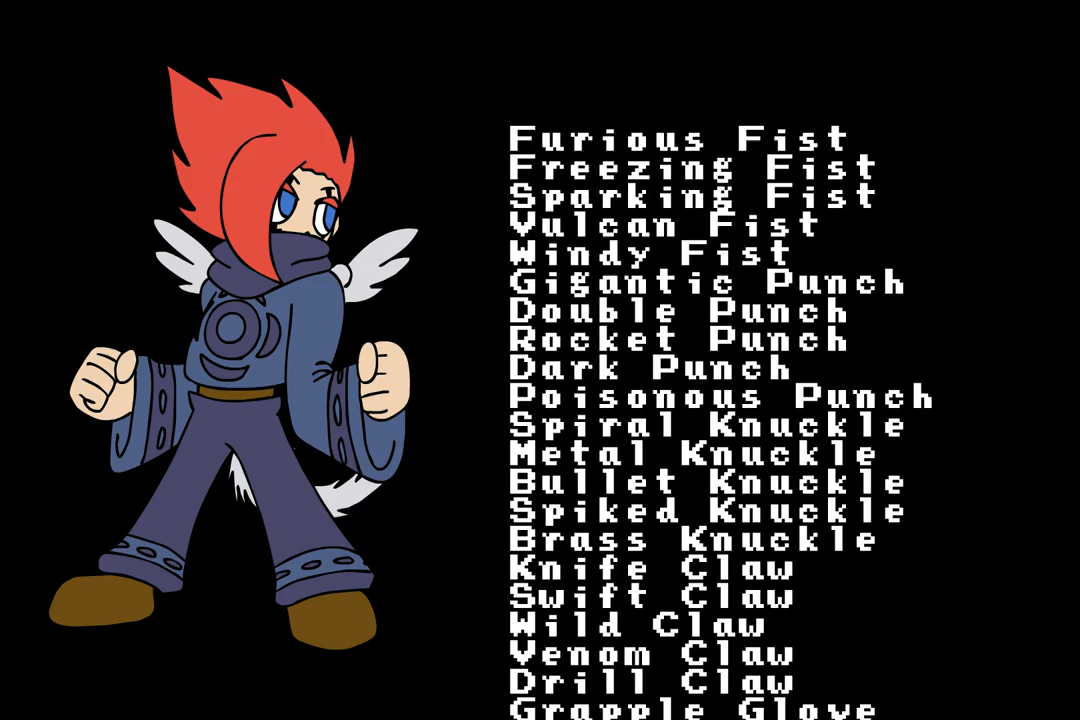 Furious Fist
Freezing Fist
Sparking Fist
Vulcan Fist
Windy Fist
Gigantic Punch
Double Punch
Rocket Punch
Dark Punch
Poisonous Punch
Spiral Knuckle
Metal Knuckle
Bullet Knuckle
Spiked Knuckle
Brass Knuckle
Knife Claw
Swift Claw
Wild Claw
Venom Claw
Drill Claw
Grapple Glove